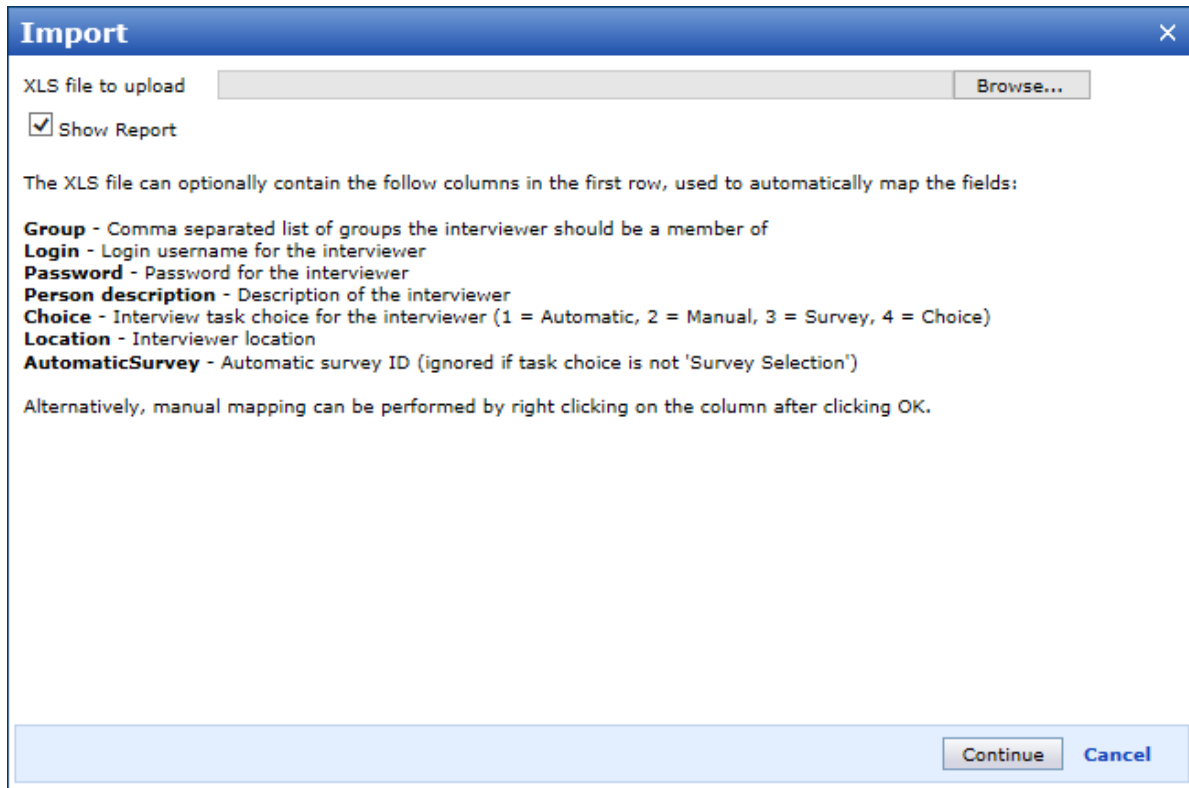 Import
XLS file to upload Browse...
Show Report
The XLS file can optionally contain the follow columns in the first row, used to automatically map the fields:
Group - Comma separated list of groups the interviewer should be a member of
Login - Login username for the interviewer
Password - Password for the interviewer
Person description - Description of the interviewer
Choice - Interview task choice for the interviewer (1 = Automatic, 2 = Manual, 3 = Survey, 4 = Choice)
Location - Interviewer location
AutomaticSurvey - Automatic survey ID (ignored if task choice is not 'Survey Selection')
Alternatively, manual mapping can be performed by right clicking on the column after clicking OK.
Continue Cancel